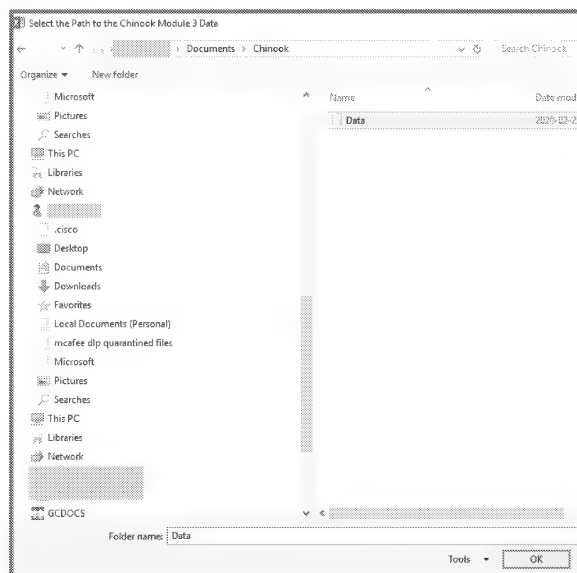 Select the Path to the Chinook Module 3 Data
Documents > Chinook
Search Chinook
Organize
New folder
Name
Date mod
Microsoft
Pictures
Searches
This PC
Libraries
Network
.cisco
Desktop
Documents
Downloads
Favorites
Local Documents (Personal)
mcafee dlp quarantined files
Microsoft
Pictures
Searches
This PC
Libraries
Network
GCDOCS
Data
Folder name: Data
Tools
OK